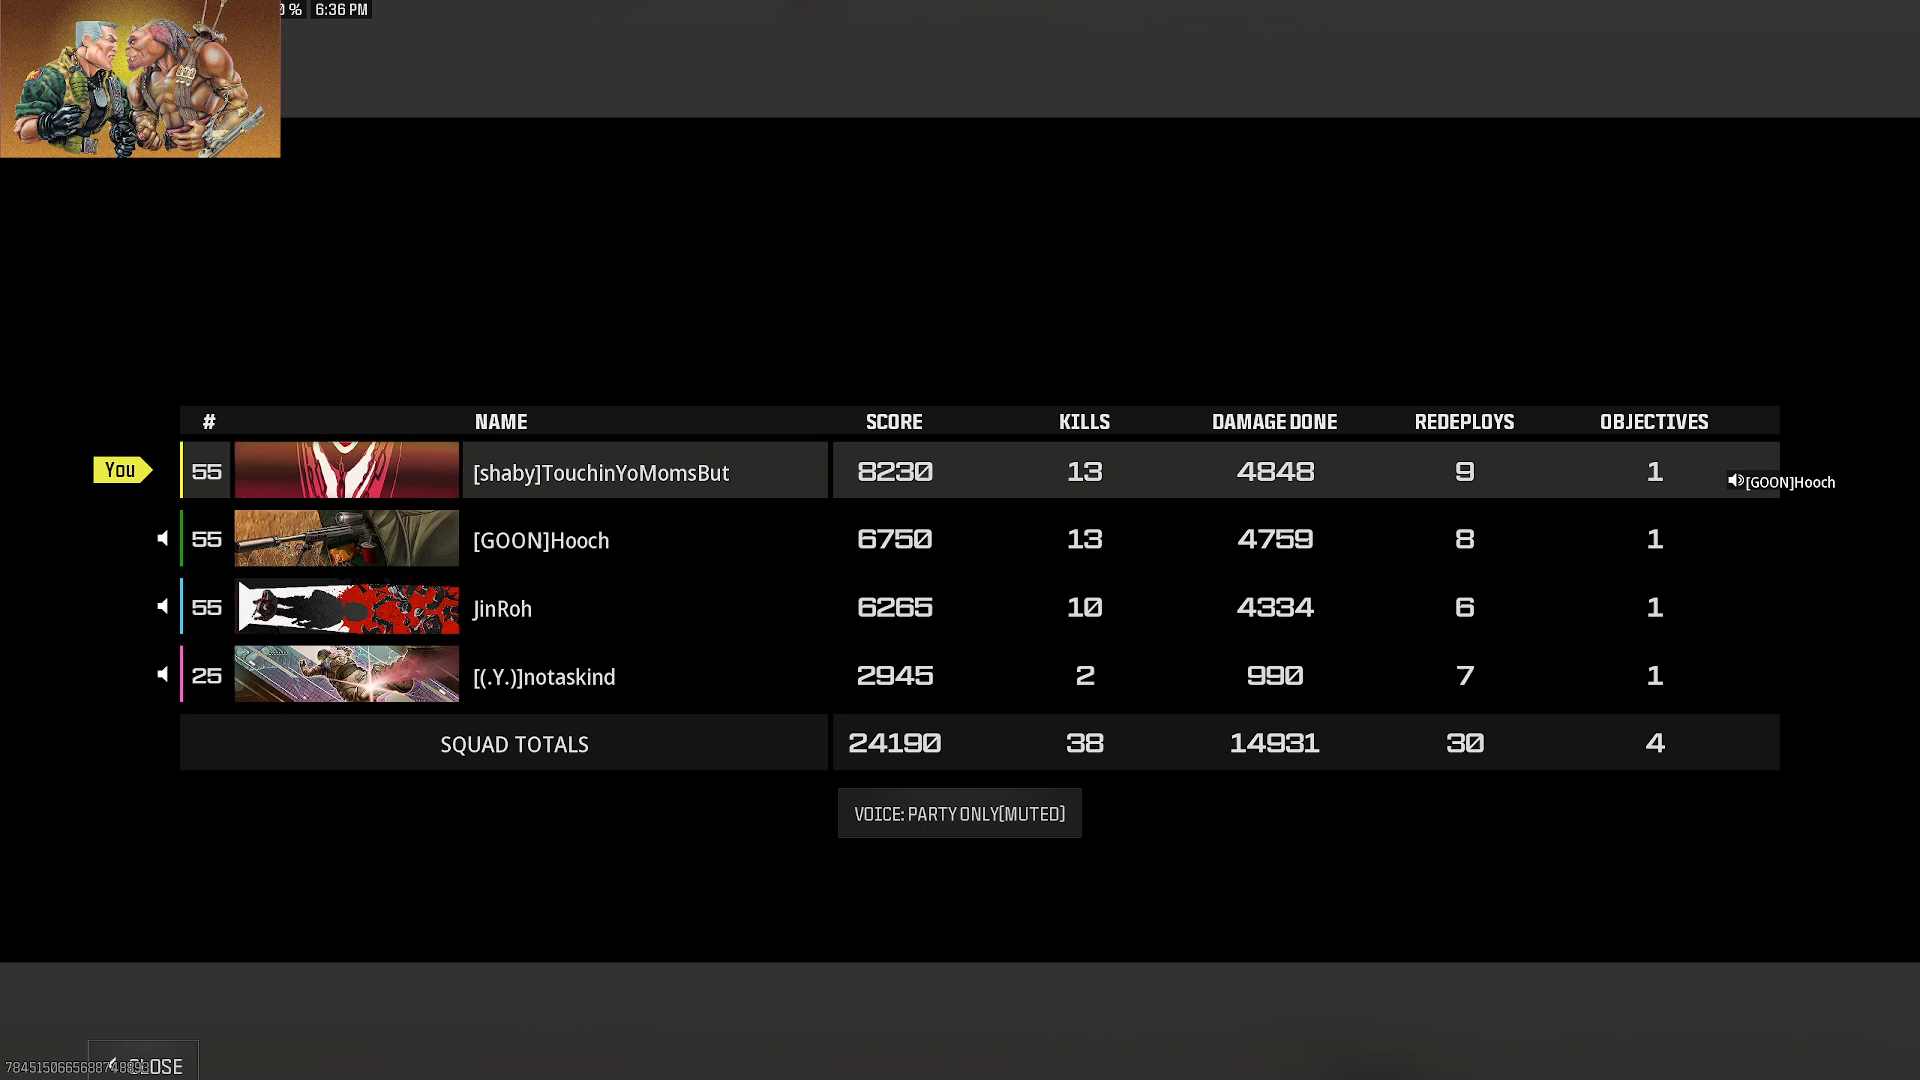 0 % 6:36 PM
# NAME SCORE KILLS DAMAGE DONE REDEPLOYS OBJECTIVES
You 55 [shaby]TouchinYoMomsBut 8230 13 4848 9 1
[GOON]Hooch
55 [GOON]Hooch 6750 13 4759 8 1
55 JinRoh 6265 10 4334 6 1
25 [(.Y.)]notaskind 2945 2 990 7 1
SQUAD TOTALS 24190 38 14931 30 4
VOICE: PARTY ONLY[MUTED]
CLOSE